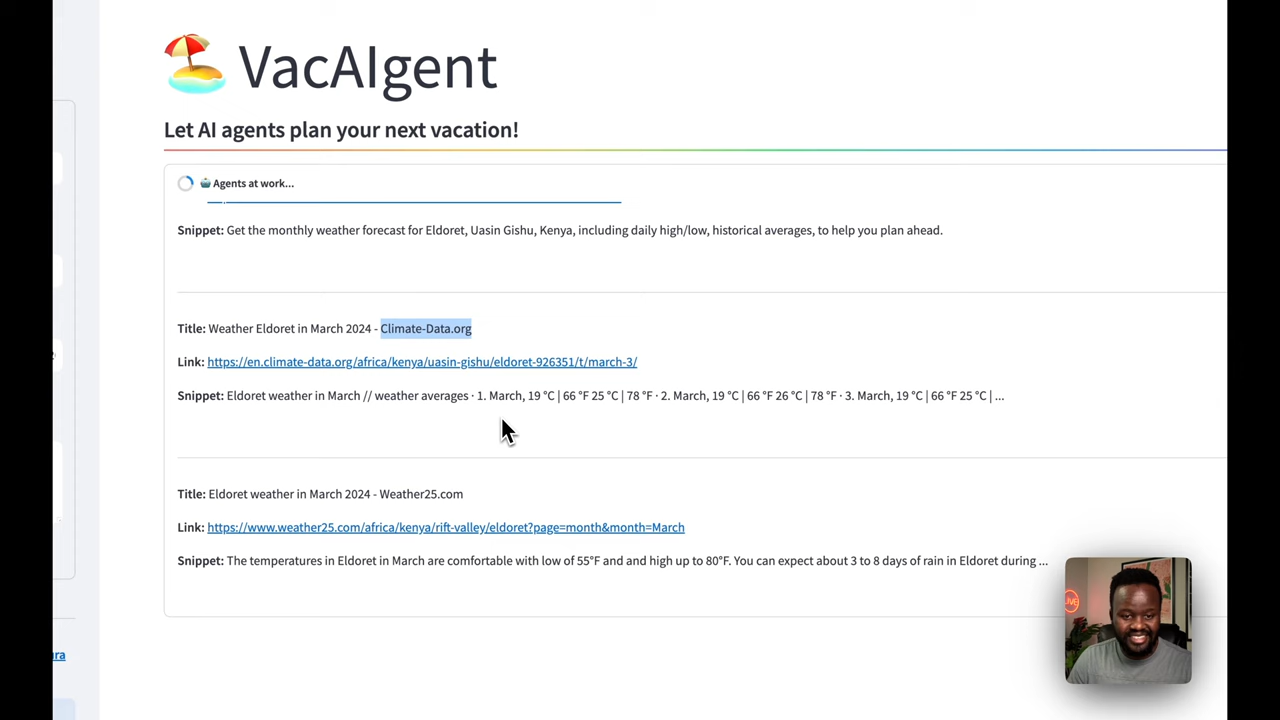 VacAIgent
Let AI agents plan your next vacation!
Agents at work...
Snippet: Get the monthly weather forecast for Eldoret, Uasin Gishu, Kenya, including daily high/low, historical averages, to help you plan ahead.
Title: Weather Eldoret in March 2024 - Climate-Data.org
Link: https://en.climate-data.org/africa/kenya/uasin-gishu/eldoret-926351/t/march-3/
Snippet: Eldoret weather in March // weather averages · 1. March, 19 °C | 66 °F 25 °C | 78 °F · 2. March, 19 °C | 66 °F 26 °C | 78 °F · 3. March, 19 °C | 66 °F 25 °C | ...
Title: Eldoret weather in March 2024 - Weather25.com
Link: https://www.weather25.com/africa/kenya/rift-valley/eldoret?page=month&month=March
Snippet: The temperatures in Eldoret in March are comfortable with low of 55°F and and high up to 80°F. You can expect about 3 to 8 days of rain in Eldoret during ...
LIVE
ura